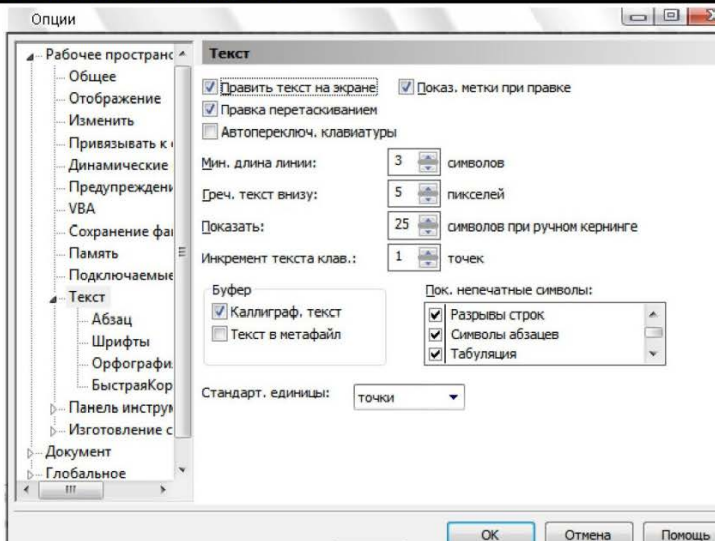 Опции
Рабочее пространс
Общее
Отображение
Изменить
Привязывать к
Динамические
Предупреждени
VBA
Сохранение фа
Память
Подключаемые
Текст
Абзац
Шрифты
Орфографи
БыстраяКор
Панель инструм
Изготовление с
Документ
Глобальное
Текст
Править текст на экране Показ. метки при правке
Правка перетаскиванием
Автопереключ. клавиатуры
Мин. длина линии: 3 символов
Греч. текст внизу: 5 пикселей
Показать: 25 символов при ручном кернинге
Инкремент текста клав.: 1 точек
Буфер
Каллиграф. текст
Текст в метафайл
Пок. непечатные символы:
Разрывы строк
Символы абзацев
Табуляция
Стандарт. единицы: точки
OK Отмена Помощь